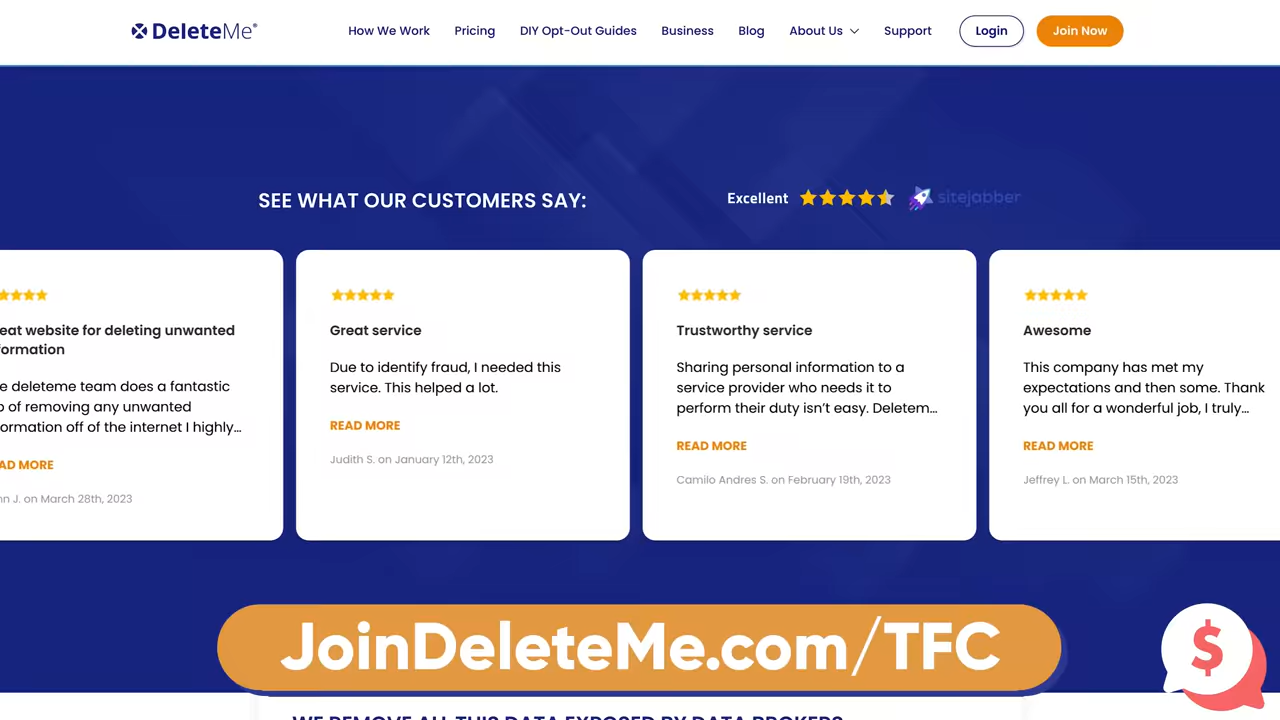 DeleteMe®
How We Work
Pricing
DIY Opt-Out Guides
Business
Blog
About Us
Support
Login
Join Now
SEE WHAT OUR CUSTOMERS SAY:
Excellent
sitejabber
eat website for deleting unwanted
formation
e deleteme team does a fantastic
b of removing any unwanted
ormation off of the internet I highly...
AD MORE
nn J. on March 28th, 2023
Great service
Due to identify fraud, I needed this
service. This helped a lot.
READ MORE
Judith S. on January 12th, 2023
Trustworthy service
Sharing personal information to a
service provider who needs it to
perform their duty isn't easy. Deletem...
READ MORE
Camilo Andres S. on February 19th, 2023
Awesome
This company has met my
expectations and then some. Thank
you all for a wonderful job, I truly...
READ MORE
Jeffrey L. on March 15th, 2023
JoinDeleteMe.com/TFC
$
WE REMOVE ALL THIS DATA EXPOSED BY DATA BROKERS